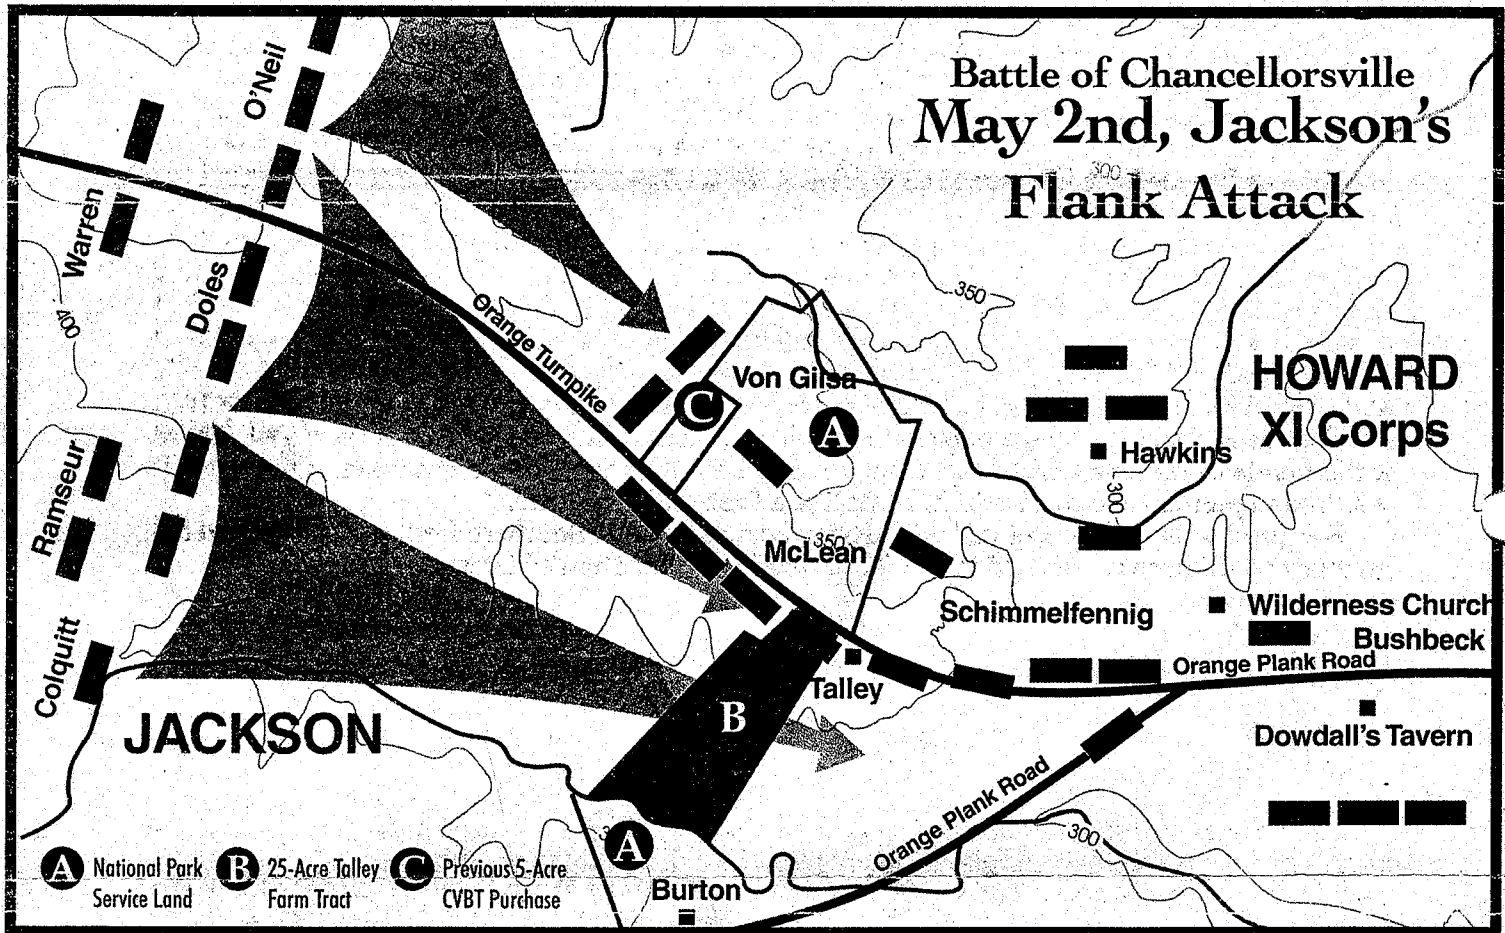 Battle of Chancellorsville
May 2nd, Jackson's
Flank Attack
300
O'Neil
Warren
Doles
400
Orange Turnpike
350
Von Gilsa
C
A
HOWARD
XI Corps
Hawkins
300
Ramseur
McLean
350
Schimmelfennig
Wilderness Church
Bushbeck
Orange Plank Road
Colquitt
Talley
B
JACKSON
Dowdall's Tavern
Orange Plank Road
300
A
Burton
A National Park
Service Land
B 25-Acre Talley
Farm Tract
C Previous 5-Acre
CVBT Purchase